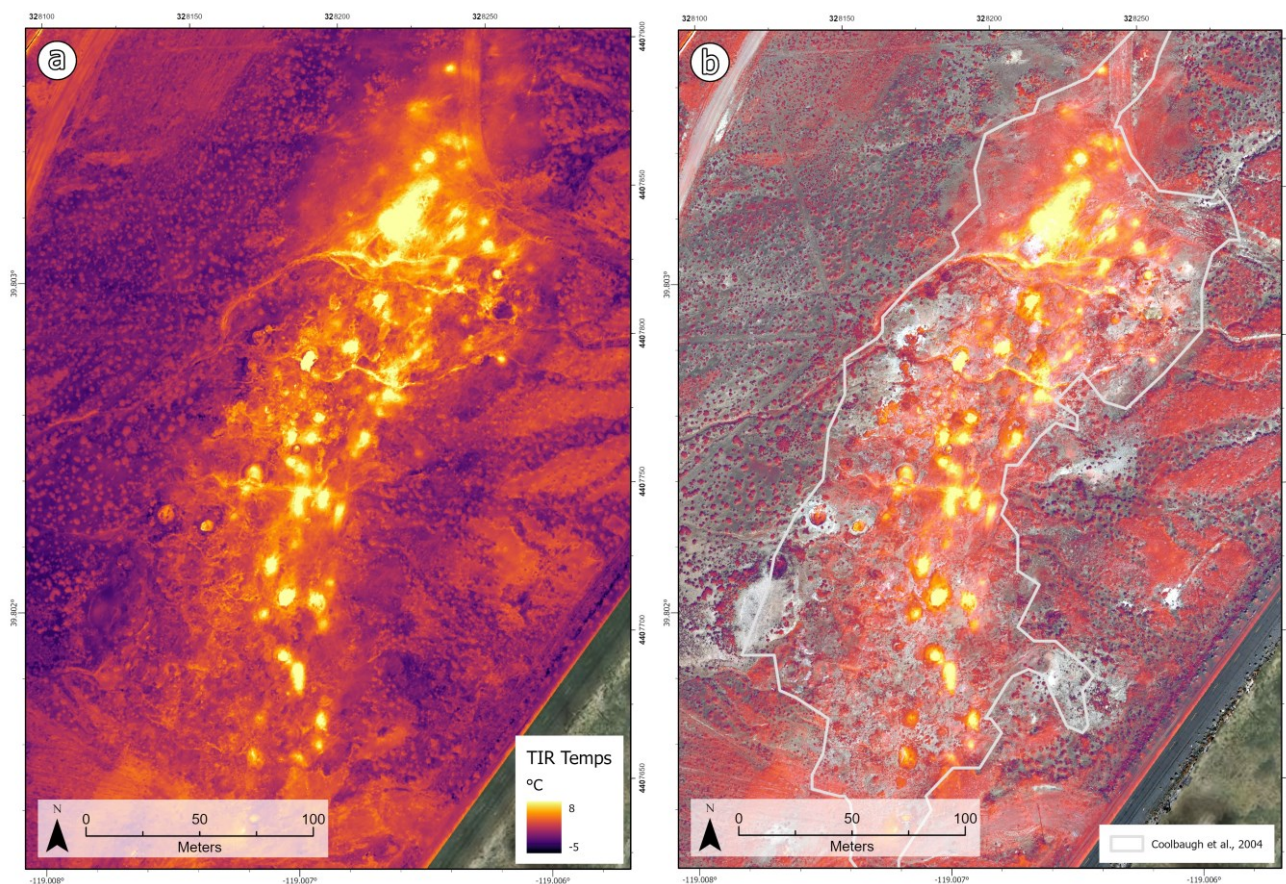 328100 328150 328200 328250
a
4407900
4407850
39.803°
4407800
4407750
39.802°
4407700
4407650
TIR Temps
°C
8
-5
N
0 50 100
Meters
-119.008° -119.007° -119.006°
328100 328150 328200 328250
b
39.803°
39.802°
N
0 50 100
Meters
Coolbaugh et al., 2004
-119.008° -119.007° -119.006°